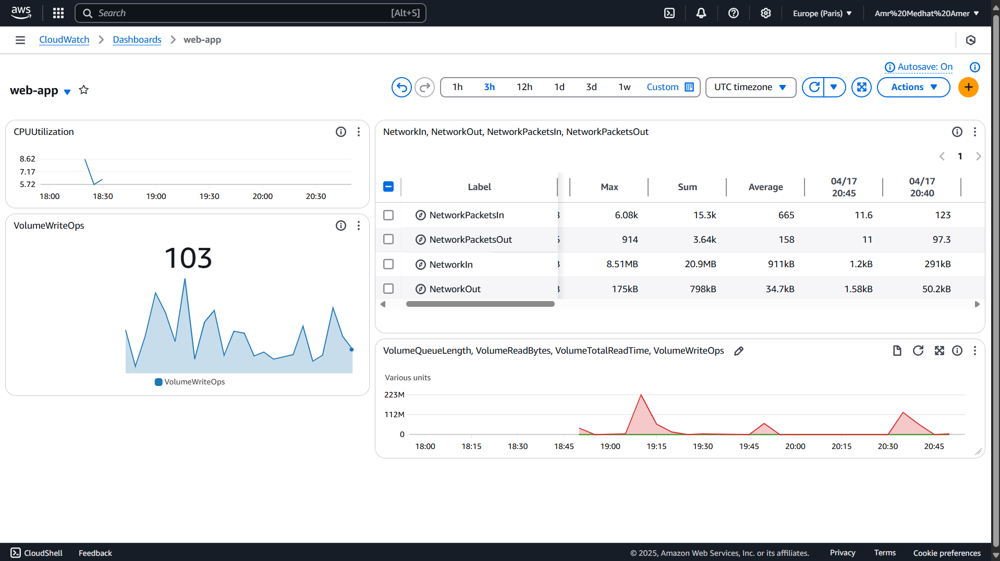 aws
Search [Alt+S]
Europe (Paris)
Amr%20Medhat%20Amer
CloudWatch
Dashboards
web-app
Autosave: On
web-app
1h 3h 12h 1d 3d 1w Custom
UTC timezone
Actions
CPUUtilization
8.62
7.17
5.72
18:00 18:30 19:00 19:30 20:00 20:30
VolumeWriteOps
103
VolumeWriteOps
NetworkIn, NetworkOut, NetworkPacketsIn, NetworkPacketsOut
1
Label Max Sum Average 04/17 20:45 04/17 20:40
NetworkPacketsIn 6.08k 15.3k 665 11.6 123
NetworkPacketsOut 914 3.64k 158 11 97.3
NetworkIn 8.51MB 20.9MB 911kB 1.2kB 291kB
NetworkOut 175kB 798kB 34.7kB 1.58kB 50.2kB
VolumeQueueLength, VolumeReadBytes, VolumeTotalReadTime, VolumeWriteOps
Various units
223M
112M
0
18:00 18:15 18:30 18:45 19:00 19:15 19:30 19:45 20:00 20:15 20:30 20:45
CloudShell Feedback
© 2025, Amazon Web Services, Inc. or its affiliates. Privacy Terms Cookie preferences